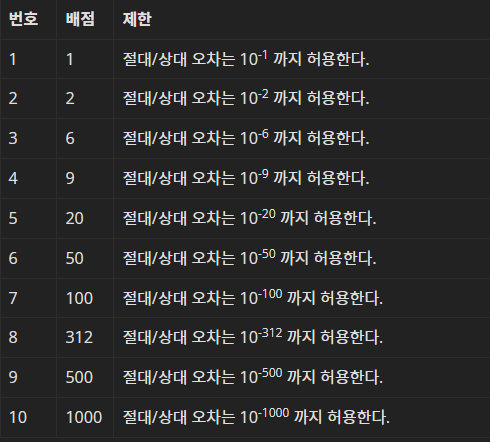 번호 배점 제한
1 1 절대/상대 오차는 10⁻¹ 까지 허용한다.
2 2 절대/상대 오차는 10⁻² 까지 허용한다.
3 6 절대/상대 오차는 10⁻⁶ 까지 허용한다.
4 9 절대/상대 오차는 10⁻⁹ 까지 허용한다.
5 20 절대/상대 오차는 10⁻²⁰ 까지 허용한다.
6 50 절대/상대 오차는 10⁻⁵⁰ 까지 허용한다.
7 100 절대/상대 오차는 10⁻¹⁰⁰ 까지 허용한다.
8 312 절대/상대 오차는 10⁻³¹² 까지 허용한다.
9 500 절대/상대 오차는 10⁻⁵⁰⁰ 까지 허용한다.
10 1000 절대/상대 오차는 10⁻¹⁰⁰⁰ 까지 허용한다.